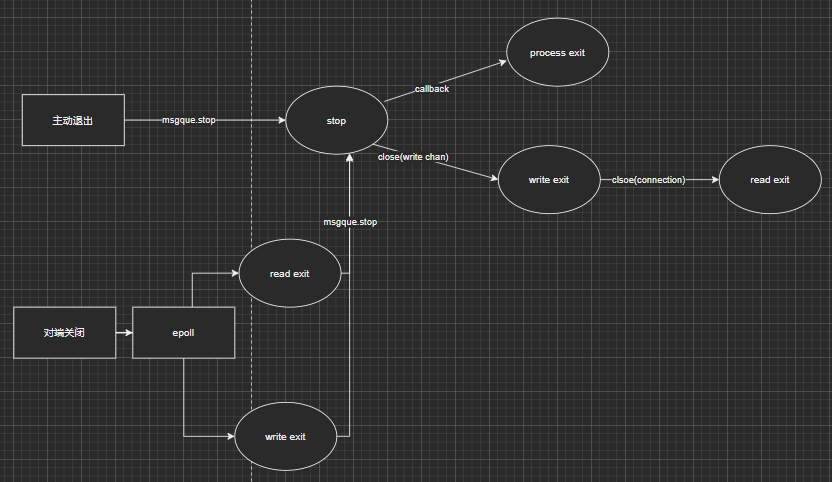 process exit
callback
主动退出
msgque.stop
stop
close(write chan)
write exit
clsoe(connection)
read exit
msgque.stop
read exit
对端关闭
epoll
write exit